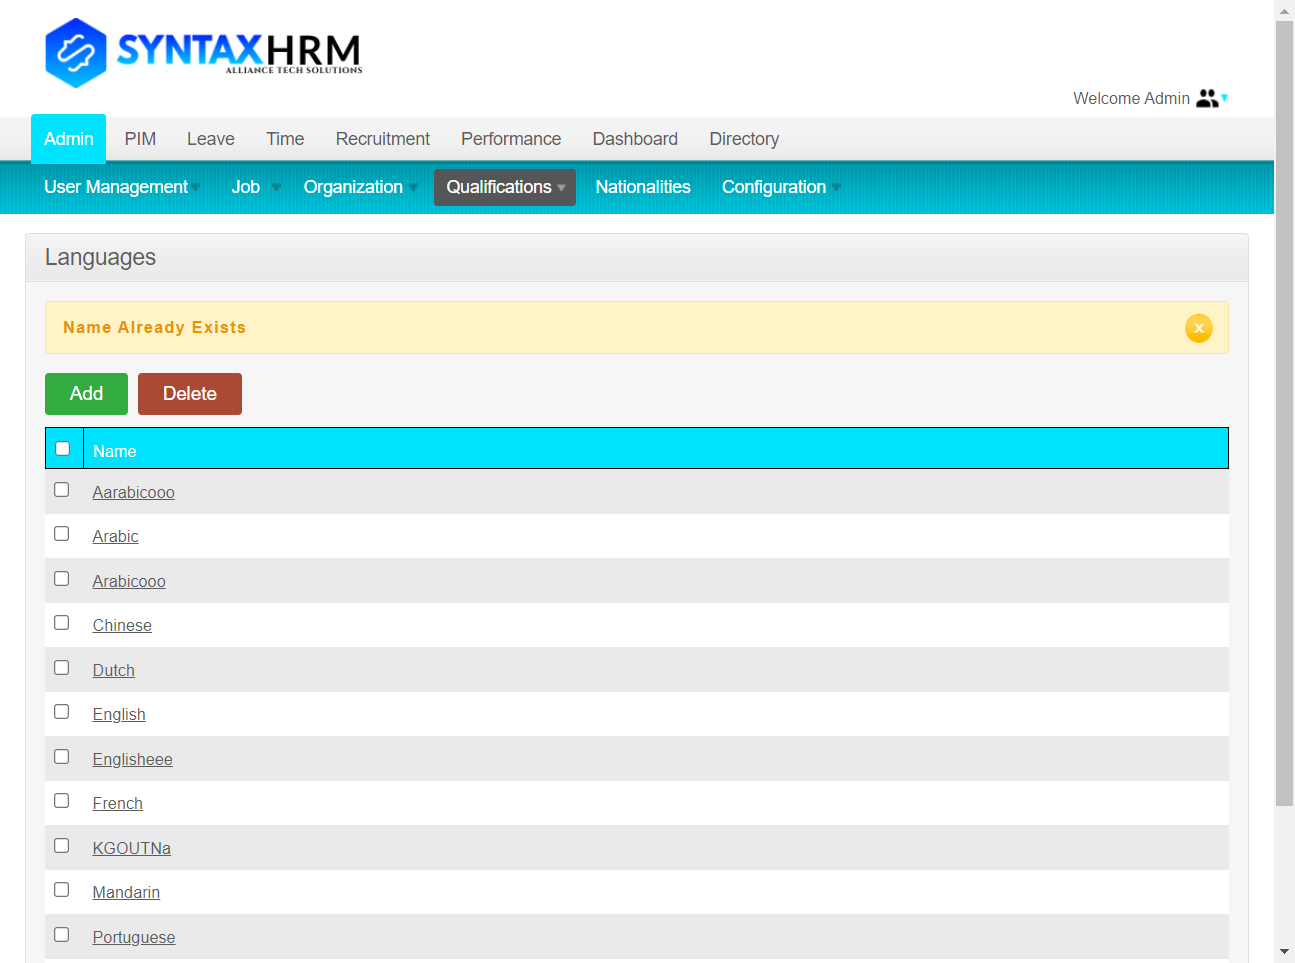 SYNTAXHRM
ALLIANCE TECH SOLUTIONS
Welcome Admin
Admin PIM Leave Time Recruitment Performance Dashboard Directory
User Management Job Organization Qualifications Nationalities Configuration
Languages
Name Already Exists
x
Add Delete
Name
Aarabicooo
Arabic
Arabicooo
Chinese
Dutch
English
Englisheee
French
KGOUTNa
Mandarin
Portuguese